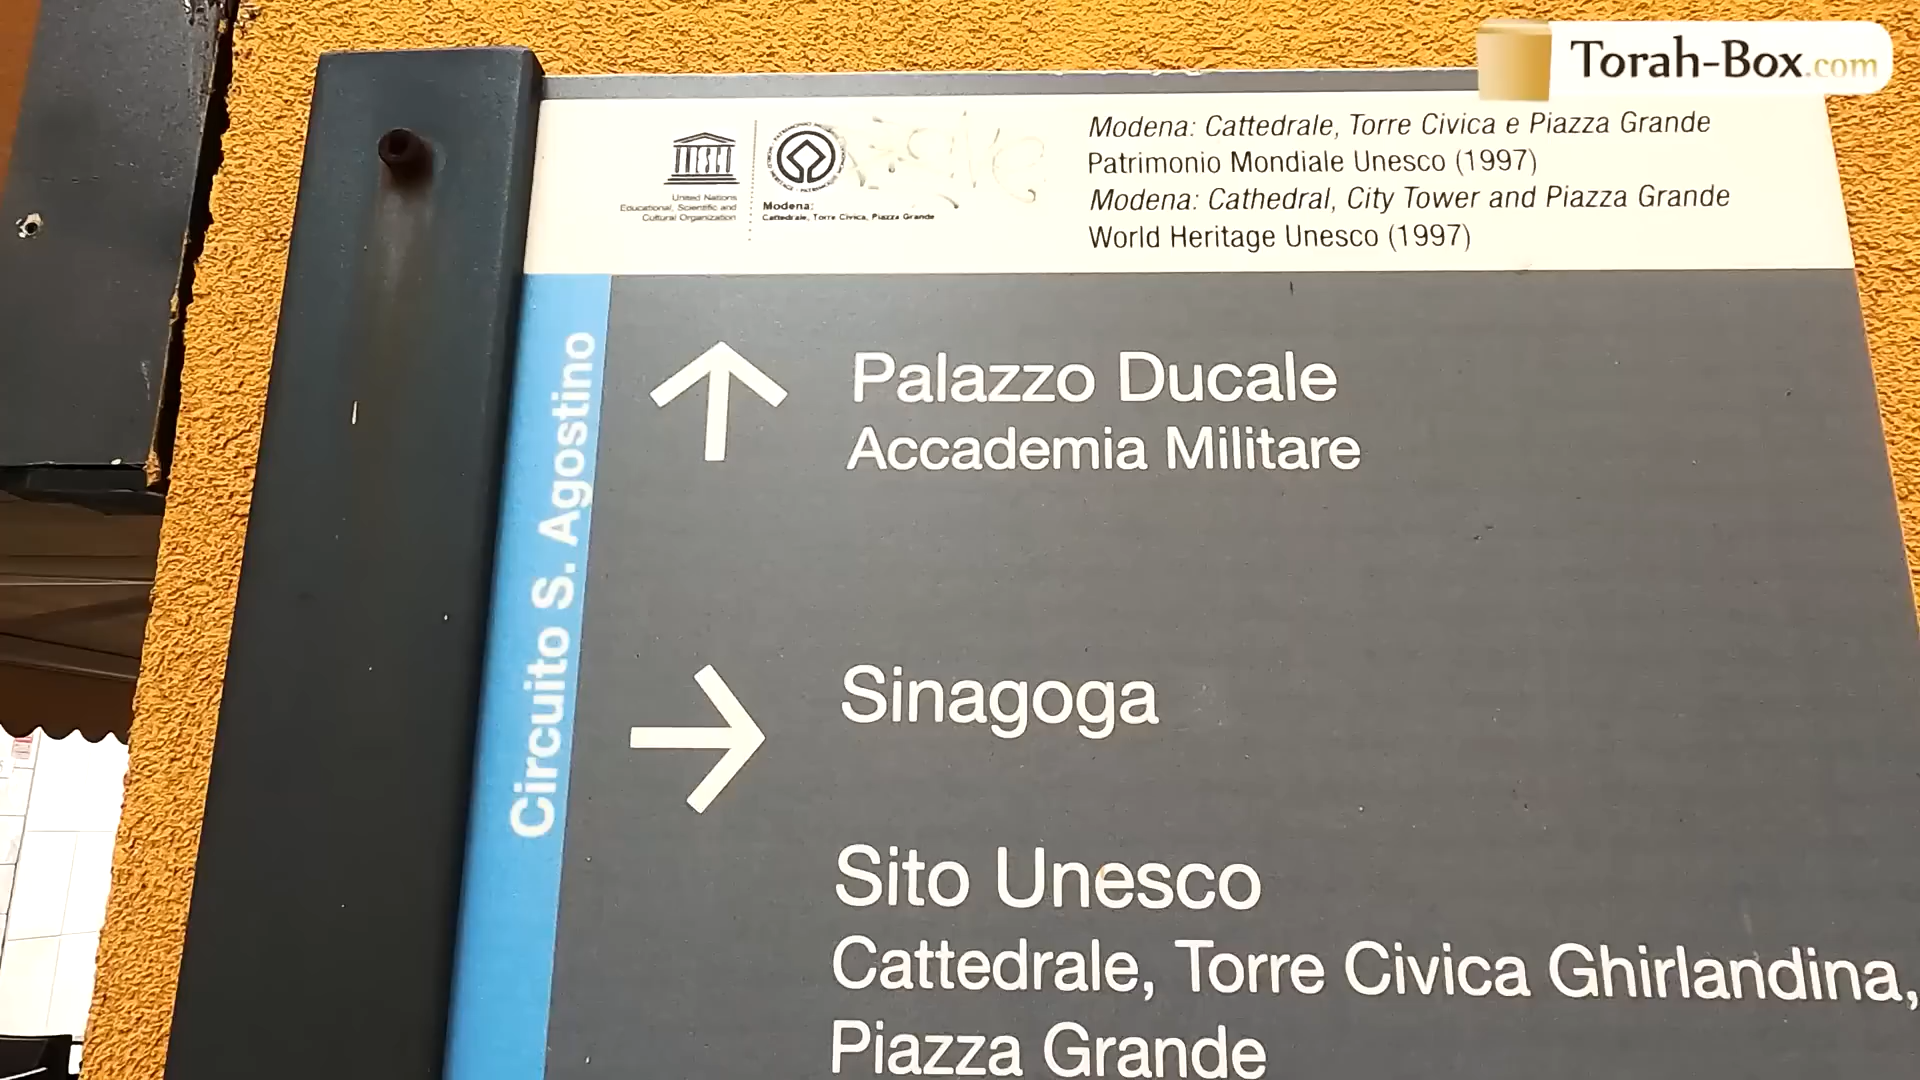 Torah-Box.com
UNESCO
United Nations
Educational, Scientific and
Cultural Organization
Modena:
Cattedrale, Torre Civica, Piazza Grande
Modena: Cattedrale, Torre Civica e Piazza Grande
Patrimonio Mondiale Unesco (1997)
Modena: Cathedral, City Tower and Piazza Grande
World Heritage Unesco (1997)
Circuito S. Agostino
Palazzo Ducale
Accademia Militare
Sinagoga
Sito Unesco
Cattedrale, Torre Civica Ghirlandina,
Piazza Grande